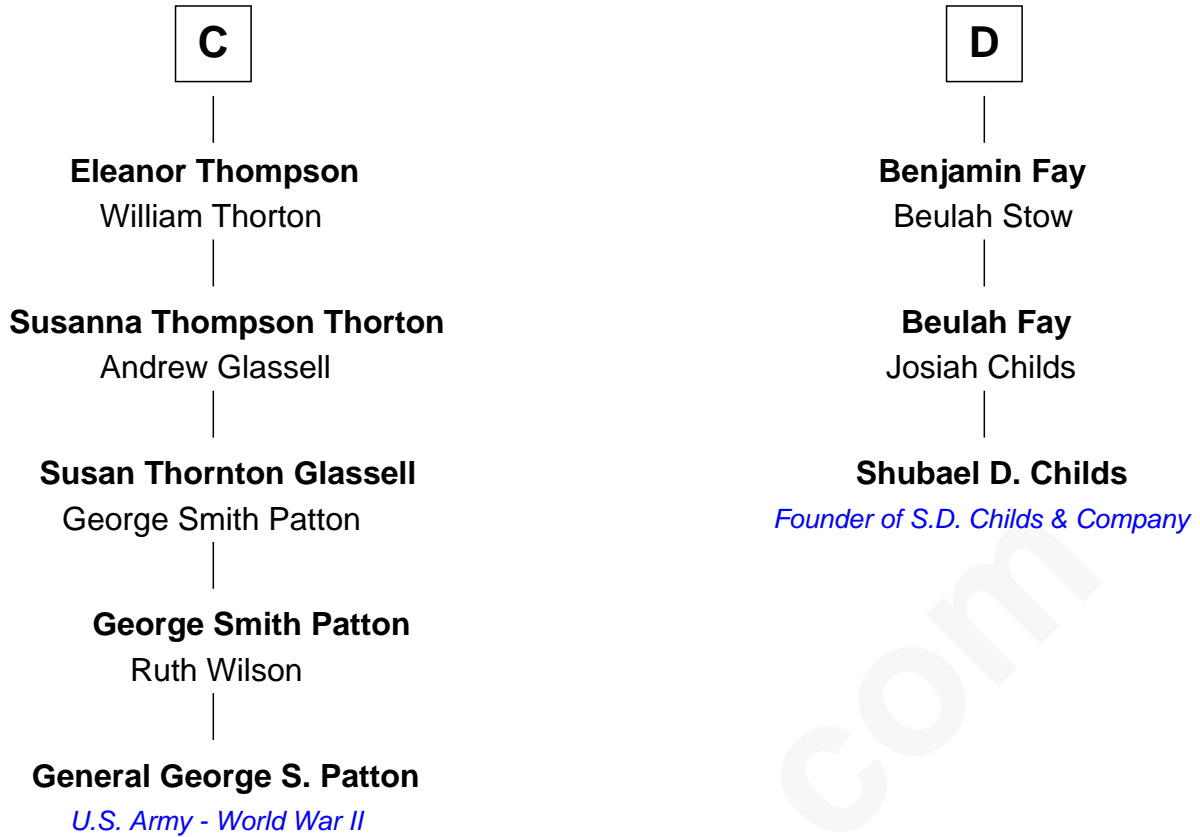 C
Eleanor Thompson
William Thorton
Susanna Thompson Thorton
Andrew Glassell
Susan Thornton Glassell
George Smith Patton
George Smith Patton
Ruth Wilson
General George S. Patton
U.S. Army - World War II
D
Benjamin Fay
Beulah Stow
Beulah Fay
Josiah Childs
Shubael D. Childs
Founder of S.D. Childs & Company
com